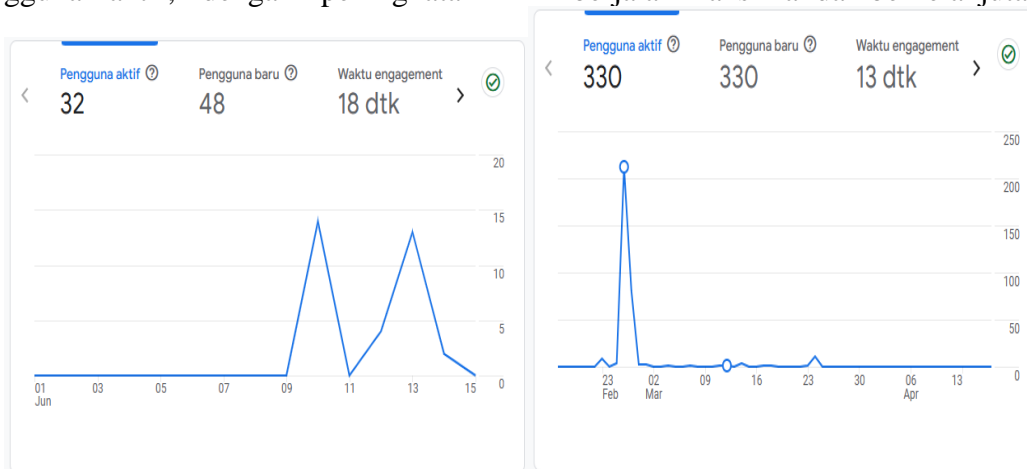 Pengguna aktif Pengguna baru Waktu engagement
32 48 18 dtk
20
15
10
5
0
01 03 05 07 09 11 13 15
Jun
Pengguna aktif Pengguna baru Waktu engagement
330 330 13 dtk
250
200
150
100
50
0
23 02 09 16 23 30 06 13
Feb Mar Apr